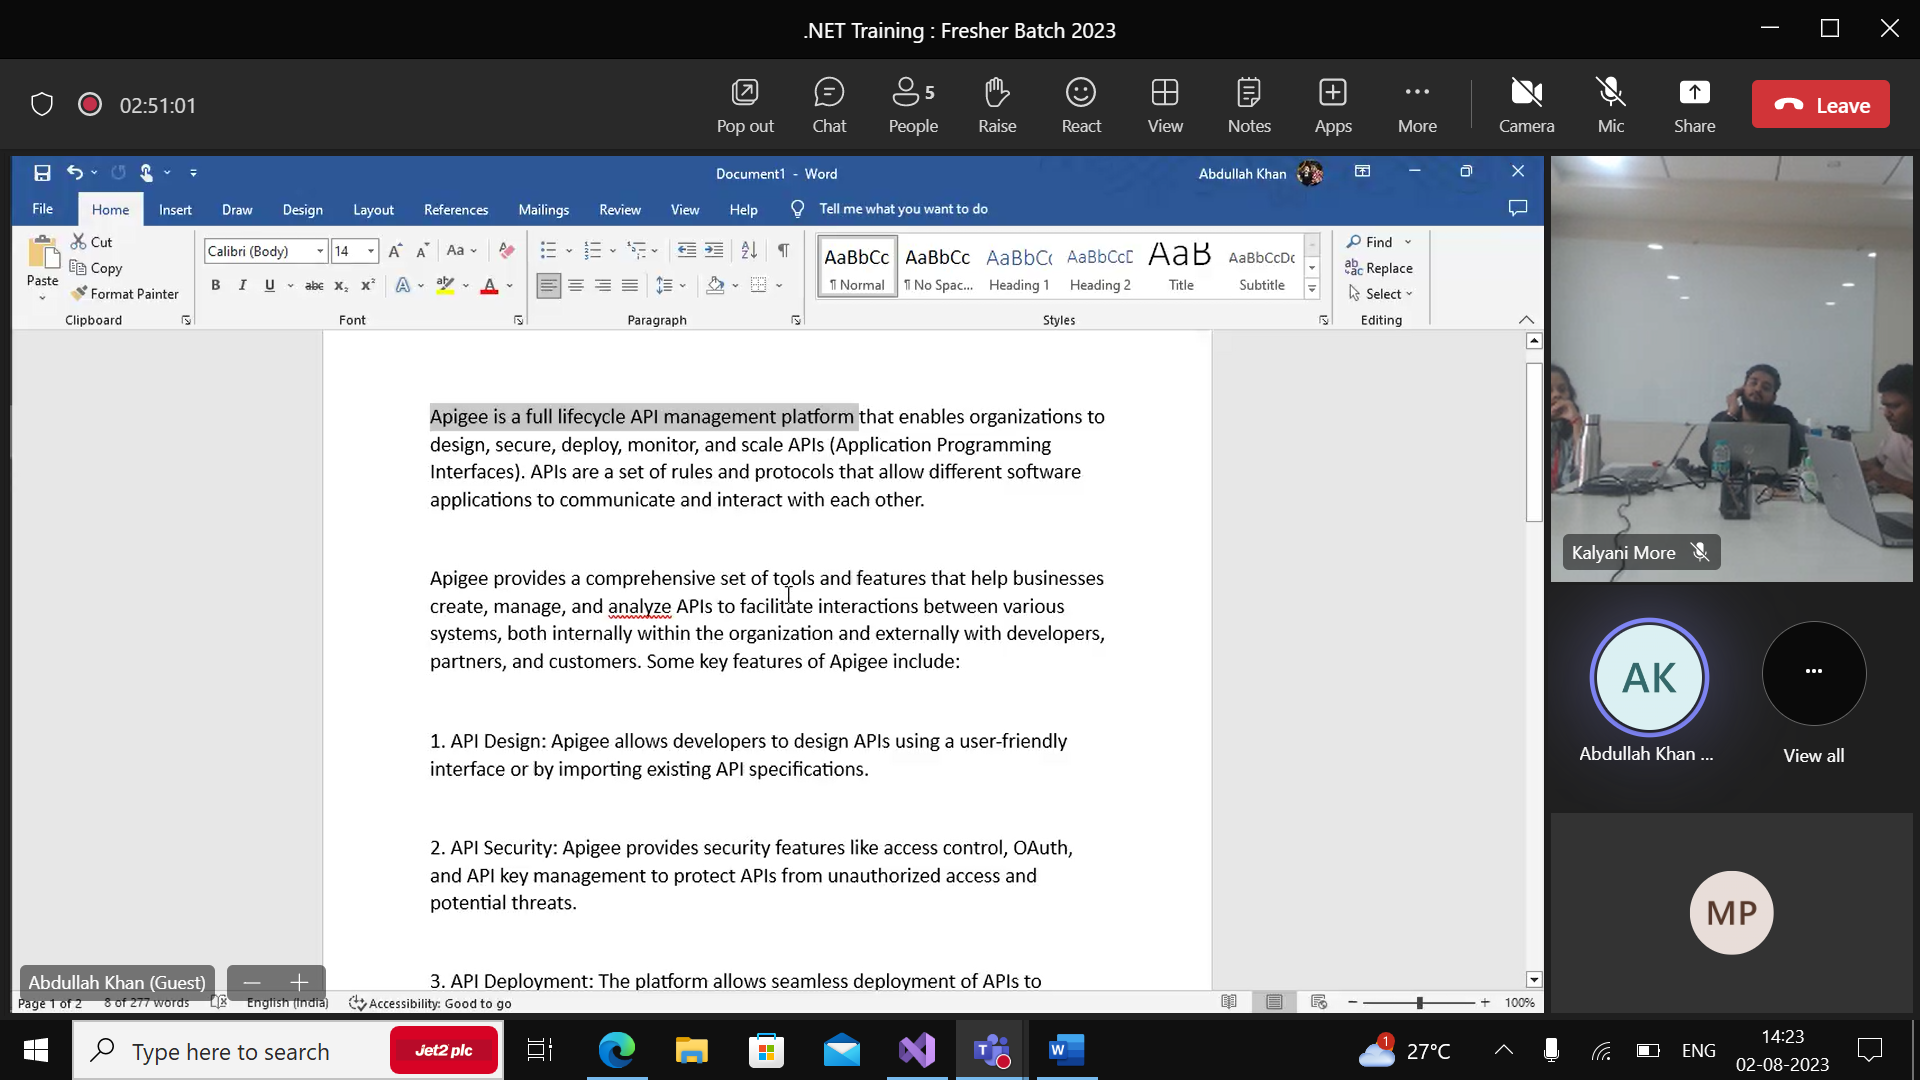 .NET Training : Fresher Batch 2023
02:51:01
Pop out
Chat
5
People
Raise
React
View
Notes
Apps
More
Camera
Mic
Share
Leave
Document1 - Word
Abdullah Khan
File
Home
Insert
Draw
Design
Layout
References
Mailings
Review
View
Help
Tell me what you want to do
Paste
Cut
Copy
Format Painter
Clipboard
Calibri (Body)
14
Font
Paragraph
AaBbCc
¶ Normal
AaBbCc
¶ No Spac...
AaBbC
Heading 1
AaBbCcD
Heading 2
AaB
Title
AaBbCcDc
Subtitle
Styles
Find
Replace
Select
Editing
Apigee is a full lifecycle API management platform that enables organizations to
design, secure, deploy, monitor, and scale APIs (Application Programming
Interfaces). APIs are a set of rules and protocols that allow different software
applications to communicate and interact with each other.
Apigee provides a comprehensive set of tools and features that help businesses
create, manage, and analyze APIs to facilitate interactions between various
systems, both internally within the organization and externally with developers,
partners, and customers. Some key features of Apigee include:
1. API Design: Apigee allows developers to design APIs using a user-friendly
interface or by importing existing API specifications.
2. API Security: Apigee provides security features like access control, OAuth,
and API key management to protect APIs from unauthorized access and
potential threats.
3. API Deployment: The platform allows seamless deployment of APIs to
Abdullah Khan (Guest)
Page 1 of 2
8 of 277 words
English (India)
Accessibility: Good to go
100%
Kalyani More
AK
Abdullah Khan ...
View all
MP
Type here to search
Jet2 plc
1
27°C
ENG
14:23
02-08-2023